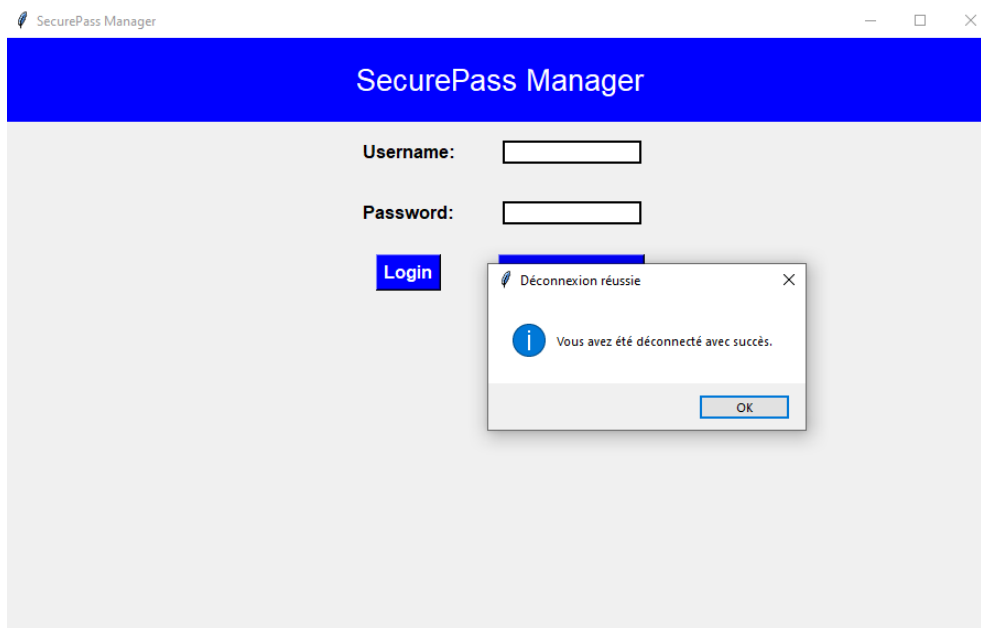 SecurePass Manager
SecurePass Manager
Username:
Password:
Login
Déconnexion réussie
Vous avez été déconnecté avec succès.
OK